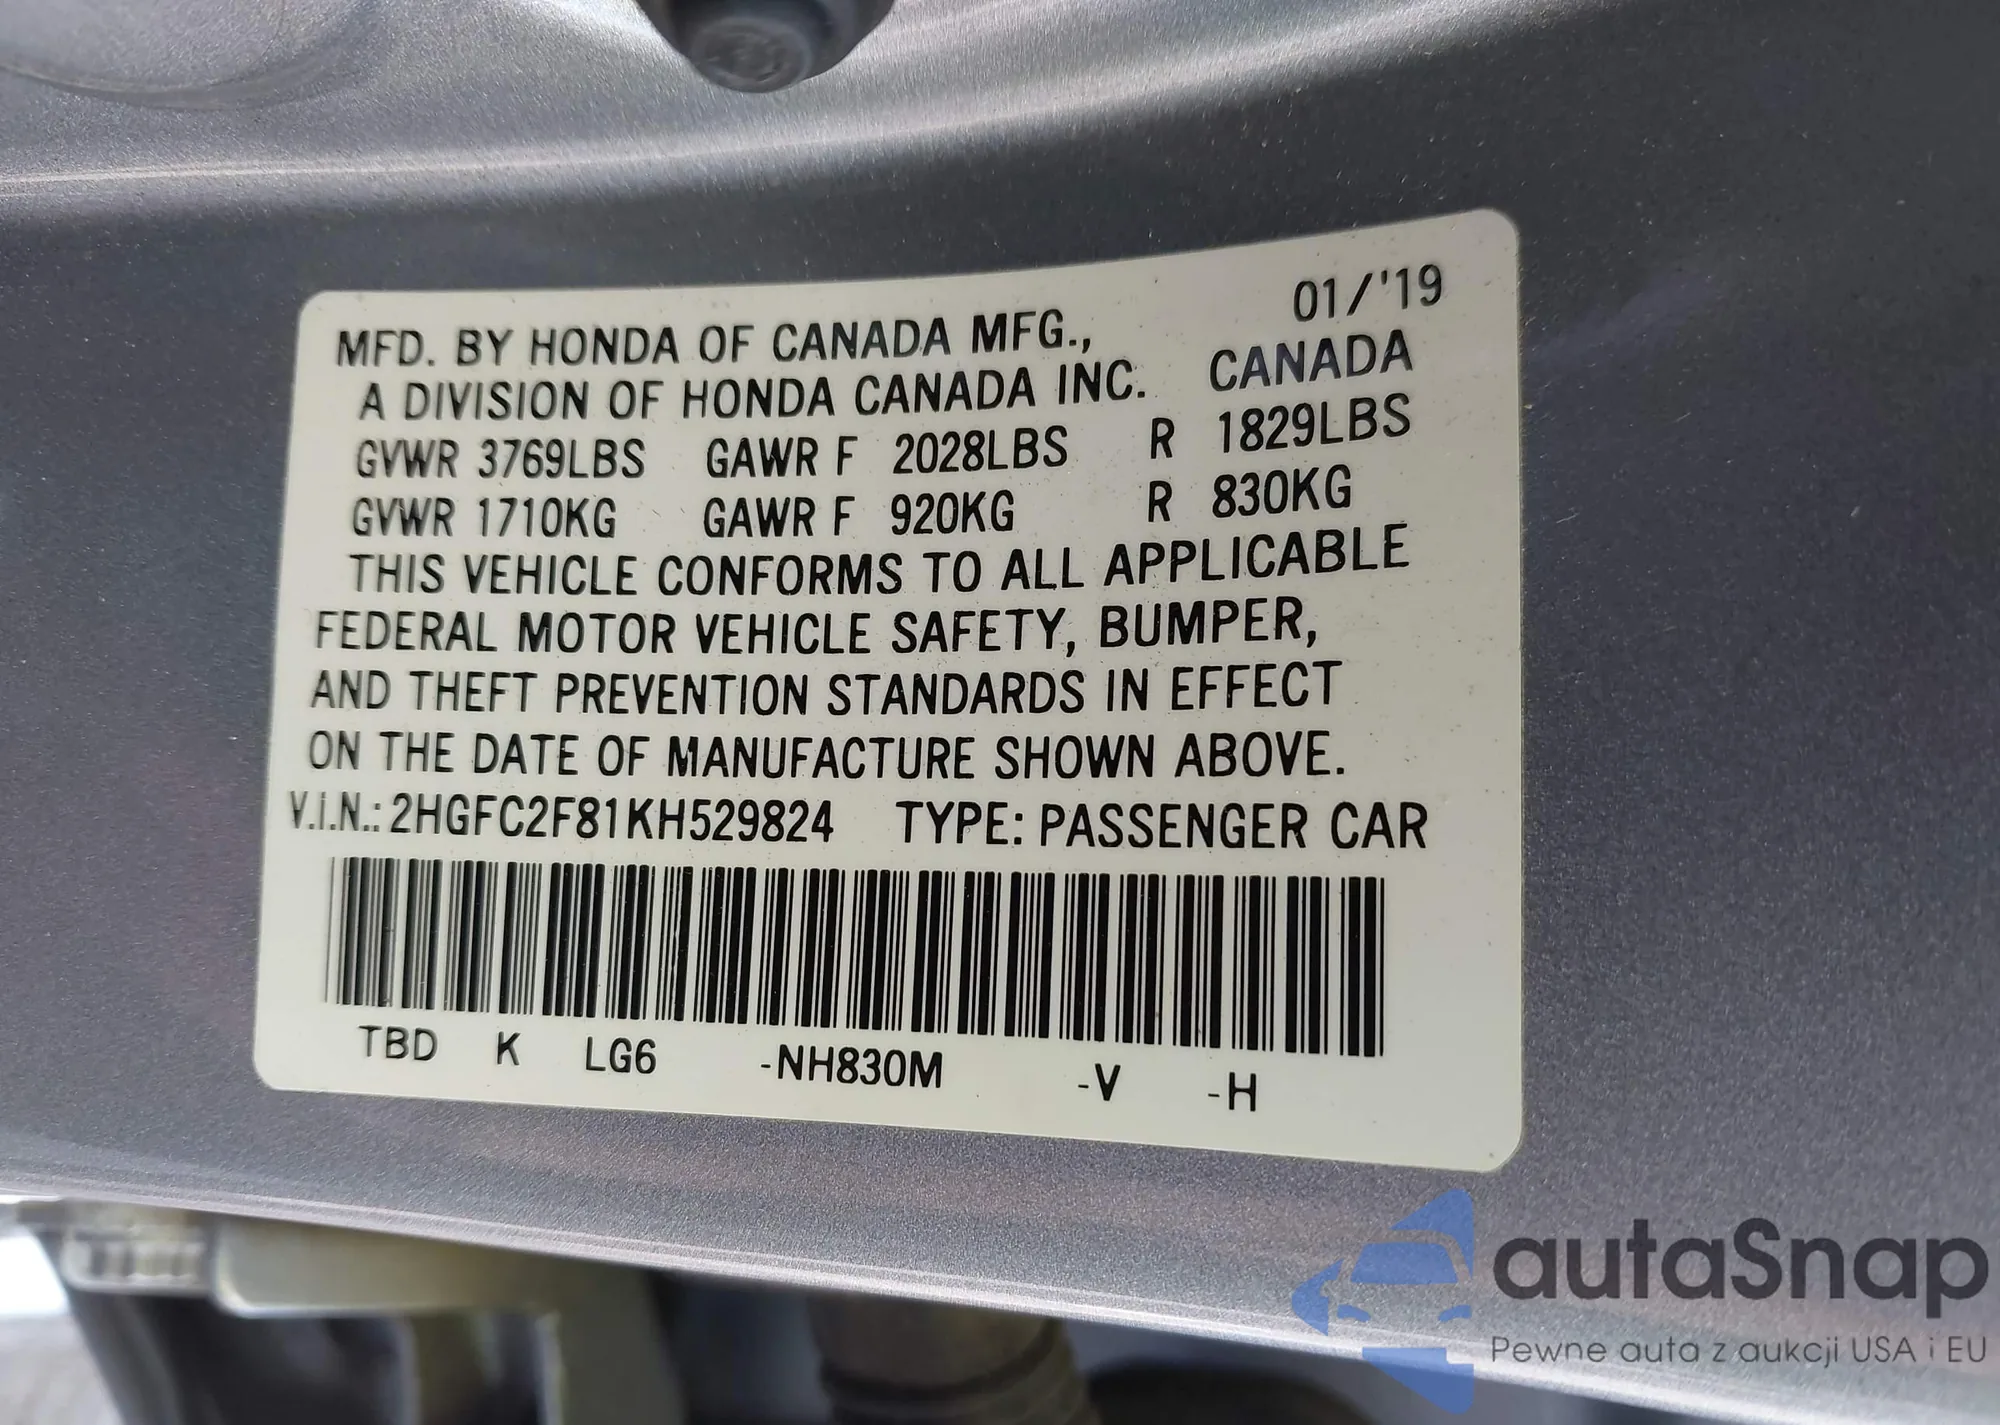 01/'19
MFD. BY HONDA OF CANADA MFG.,
A DIVISION OF HONDA CANADA INC. CANADA
GVWR 3769LBS GAWR F 2028LBS R 1829LBS
GVWR 1710KG GAWR F 920KG R 830KG
THIS VEHICLE CONFORMS TO ALL APPLICABLE
FEDERAL MOTOR VEHICLE SAFETY, BUMPER,
AND THEFT PREVENTION STANDARDS IN EFFECT
ON THE DATE OF MANUFACTURE SHOWN ABOVE.
V.I.N.: 2HGFC2F81KH529824 TYPE: PASSENGER CAR
TBD K LG6 -NH830M -V -H
autaSnap
Pewne auta z aukcji USA i EU